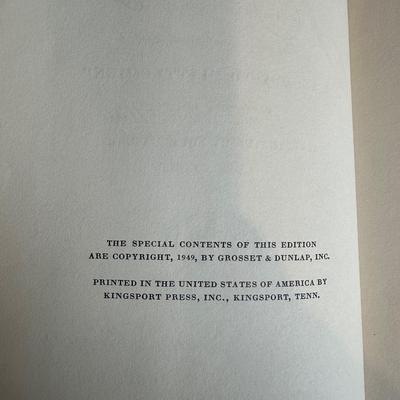 THE SPECIAL CONTENTS OF THIS EDITION
ARE COPYRIGHT, 1949, BY GROSSET & DUNLAP, INC.
PRINTED IN THE UNITED STATES OF AMERICA BY
KINGSPORT PRESS, INC., KINGSPORT, TENN.